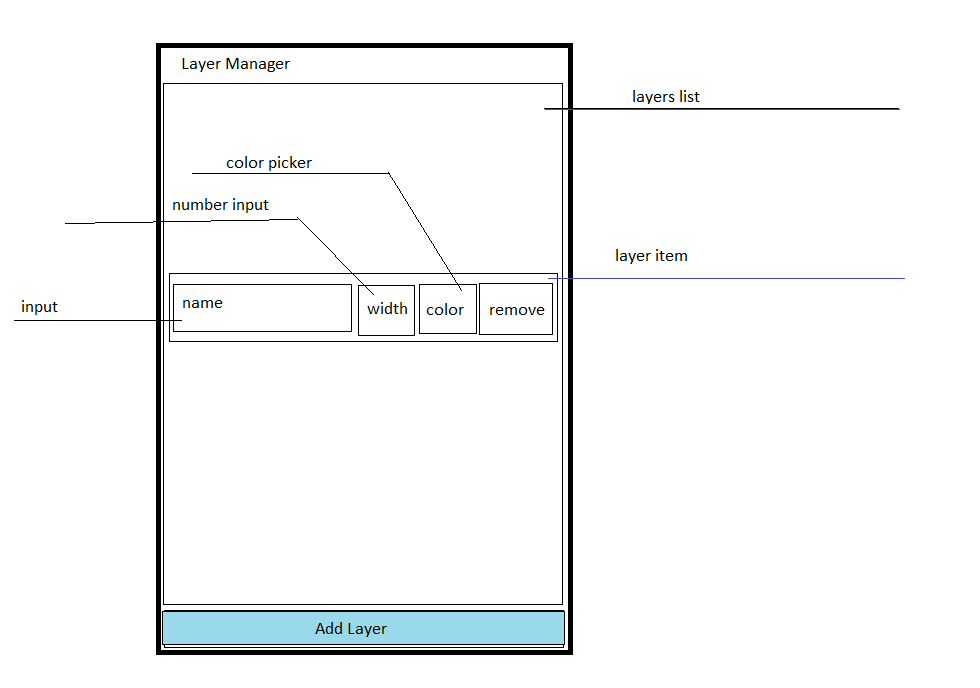 Layer Manager
layers list
color picker
number input
layer item
input
name
width
color
remove
Add Layer